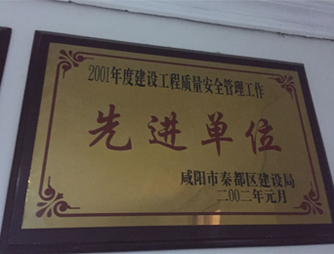 2001年度建设工程质量安全管理工作
先进单位
咸阳市秦都区建设局
二00二年元月